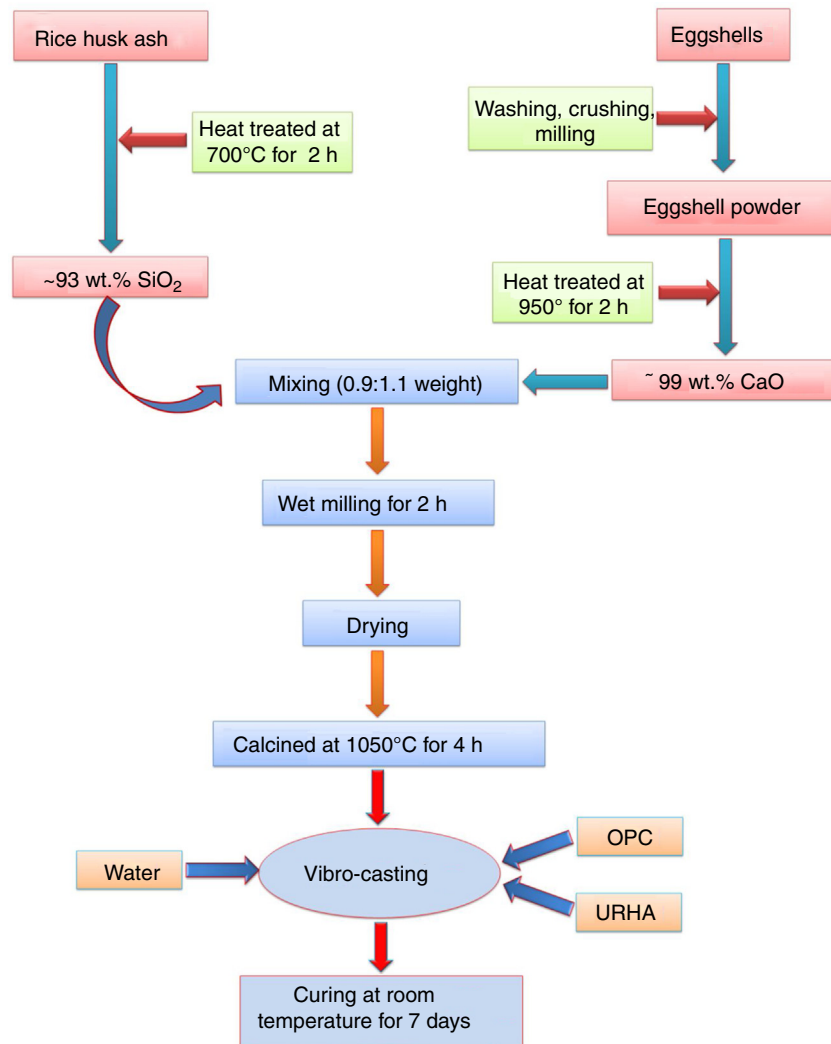 Rice husk ash
Eggshells
Heat treated at
700°C for 2 h
Washing, crushing,
milling
Eggshell powder
~93 wt.% SiO₂
Heat treated at
950° for 2 h
Mixing (0.9:1.1 weight)
~ 99 wt.% CaO
Wet milling for 2 h
Drying
Calcined at 1050°C for 4 h
OPC
Water
Vibro-casting
URHA
Curing at room
temperature for 7 days